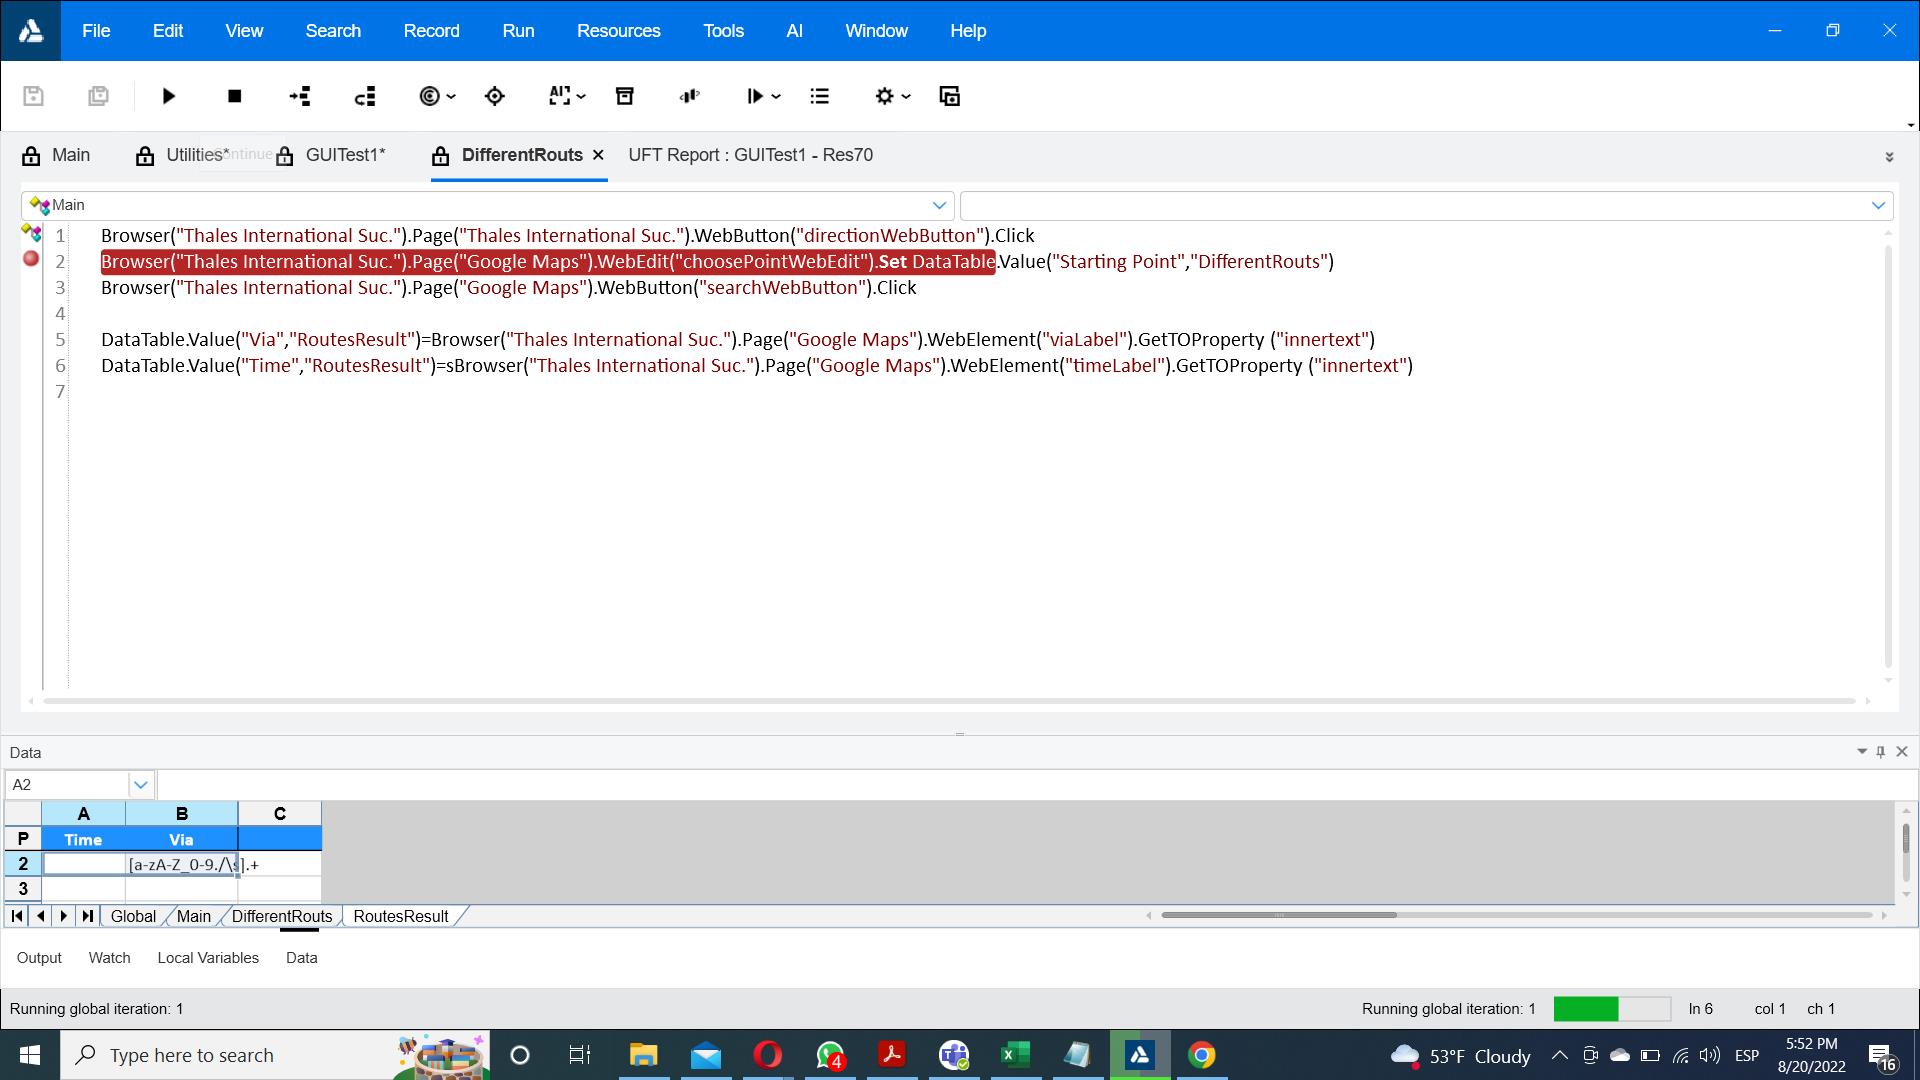 File Edit View Search Record Run Resources Tools AI Window Help
Main Utilities* Continue GUITest1* DifferentRouts UFT Report : GUITest1 - Res70
Main
1 Browser("Thales International Suc.").Page("Thales International Suc.").WebButton("directionWebButton").Click
2 Browser("Thales International Suc.").Page("Google Maps").WebEdit("choosePointWebEdit").Set DataTable.Value("Starting Point","DifferentRouts")
3 Browser("Thales International Suc.").Page("Google Maps").WebButton("searchWebButton").Click
4
5 DataTable.Value("Via","RoutesResult")=Browser("Thales International Suc.").Page("Google Maps").WebElement("viaLabel").GetTOProperty ("innertext")
6 DataTable.Value("Time","RoutesResult")=sBrowser("Thales International Suc.").Page("Google Maps").WebElement("timeLabel").GetTOProperty ("innertext")
7
Data
A2
A B C
P Time Via
2 [a-zA-Z_0-9./\s].+
3
Global Main DifferentRouts RoutesResult
Output Watch Local Variables Data
Running global iteration: 1 Running global iteration: 1 ln 6 col 1 ch 1
Type here to search 4 53°F Cloudy ESP 5:52 PM
8/20/2022 16